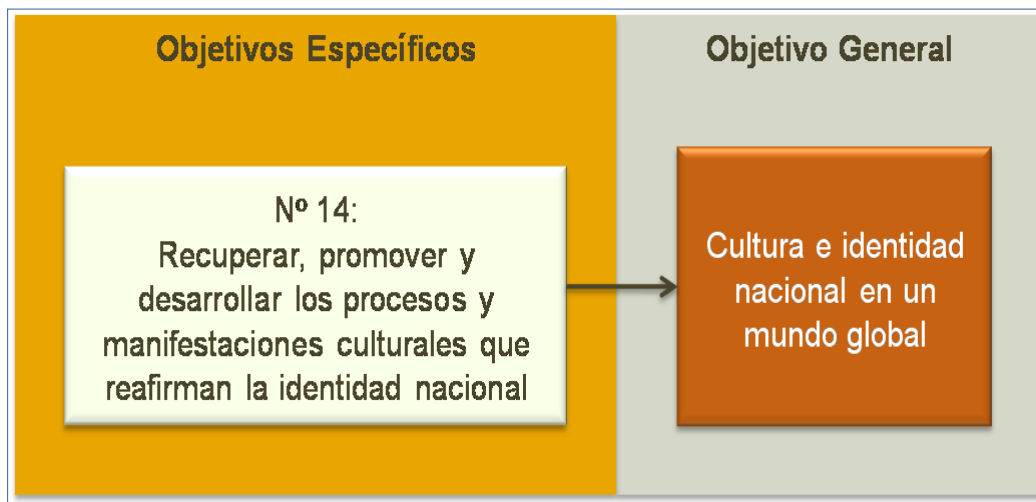 Objetivos Específicos
Objetivo General
Nº 14:
Recuperar, promover y
desarrollar los procesos y
manifestaciones culturales que
reafirman la identidad nacional
Cultura e identidad
nacional en un
mundo global